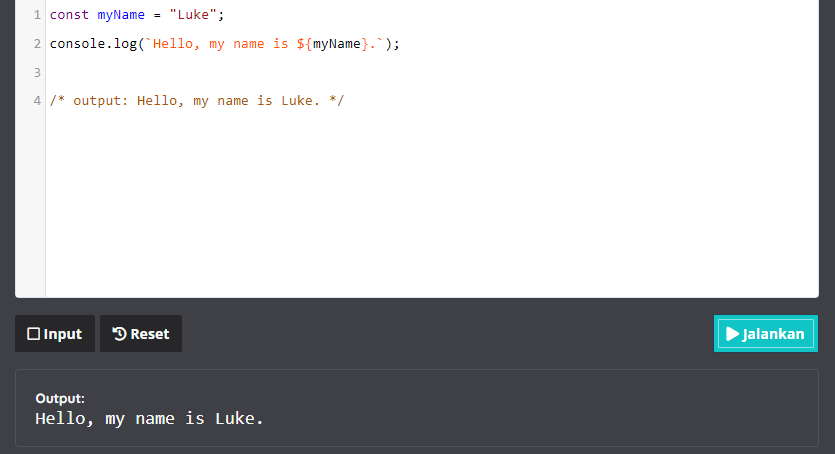 1 const myName = "Luke";
2 console.log(`Hello, my name is ${myName}.`);
3
4 /* output: Hello, my name is Luke. */
Input Reset Jalankan
Output:
Hello, my name is Luke.